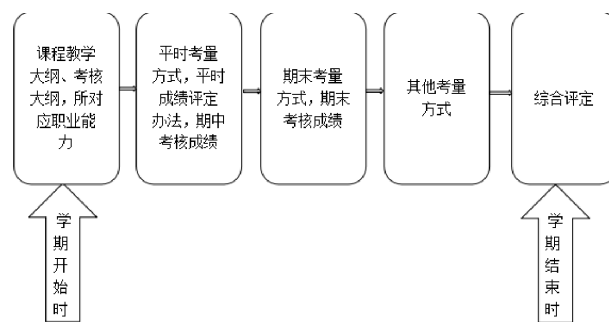 课程教学
大纲、考核
大纲，所对
应职业能
力
平时考量
方式，平时
成绩评定
办法，期中
考核成绩
期末考量
方式，期末
考核成绩
其他考量
方式
综合评定
学
期
开
始
时
学
期
结
束
时